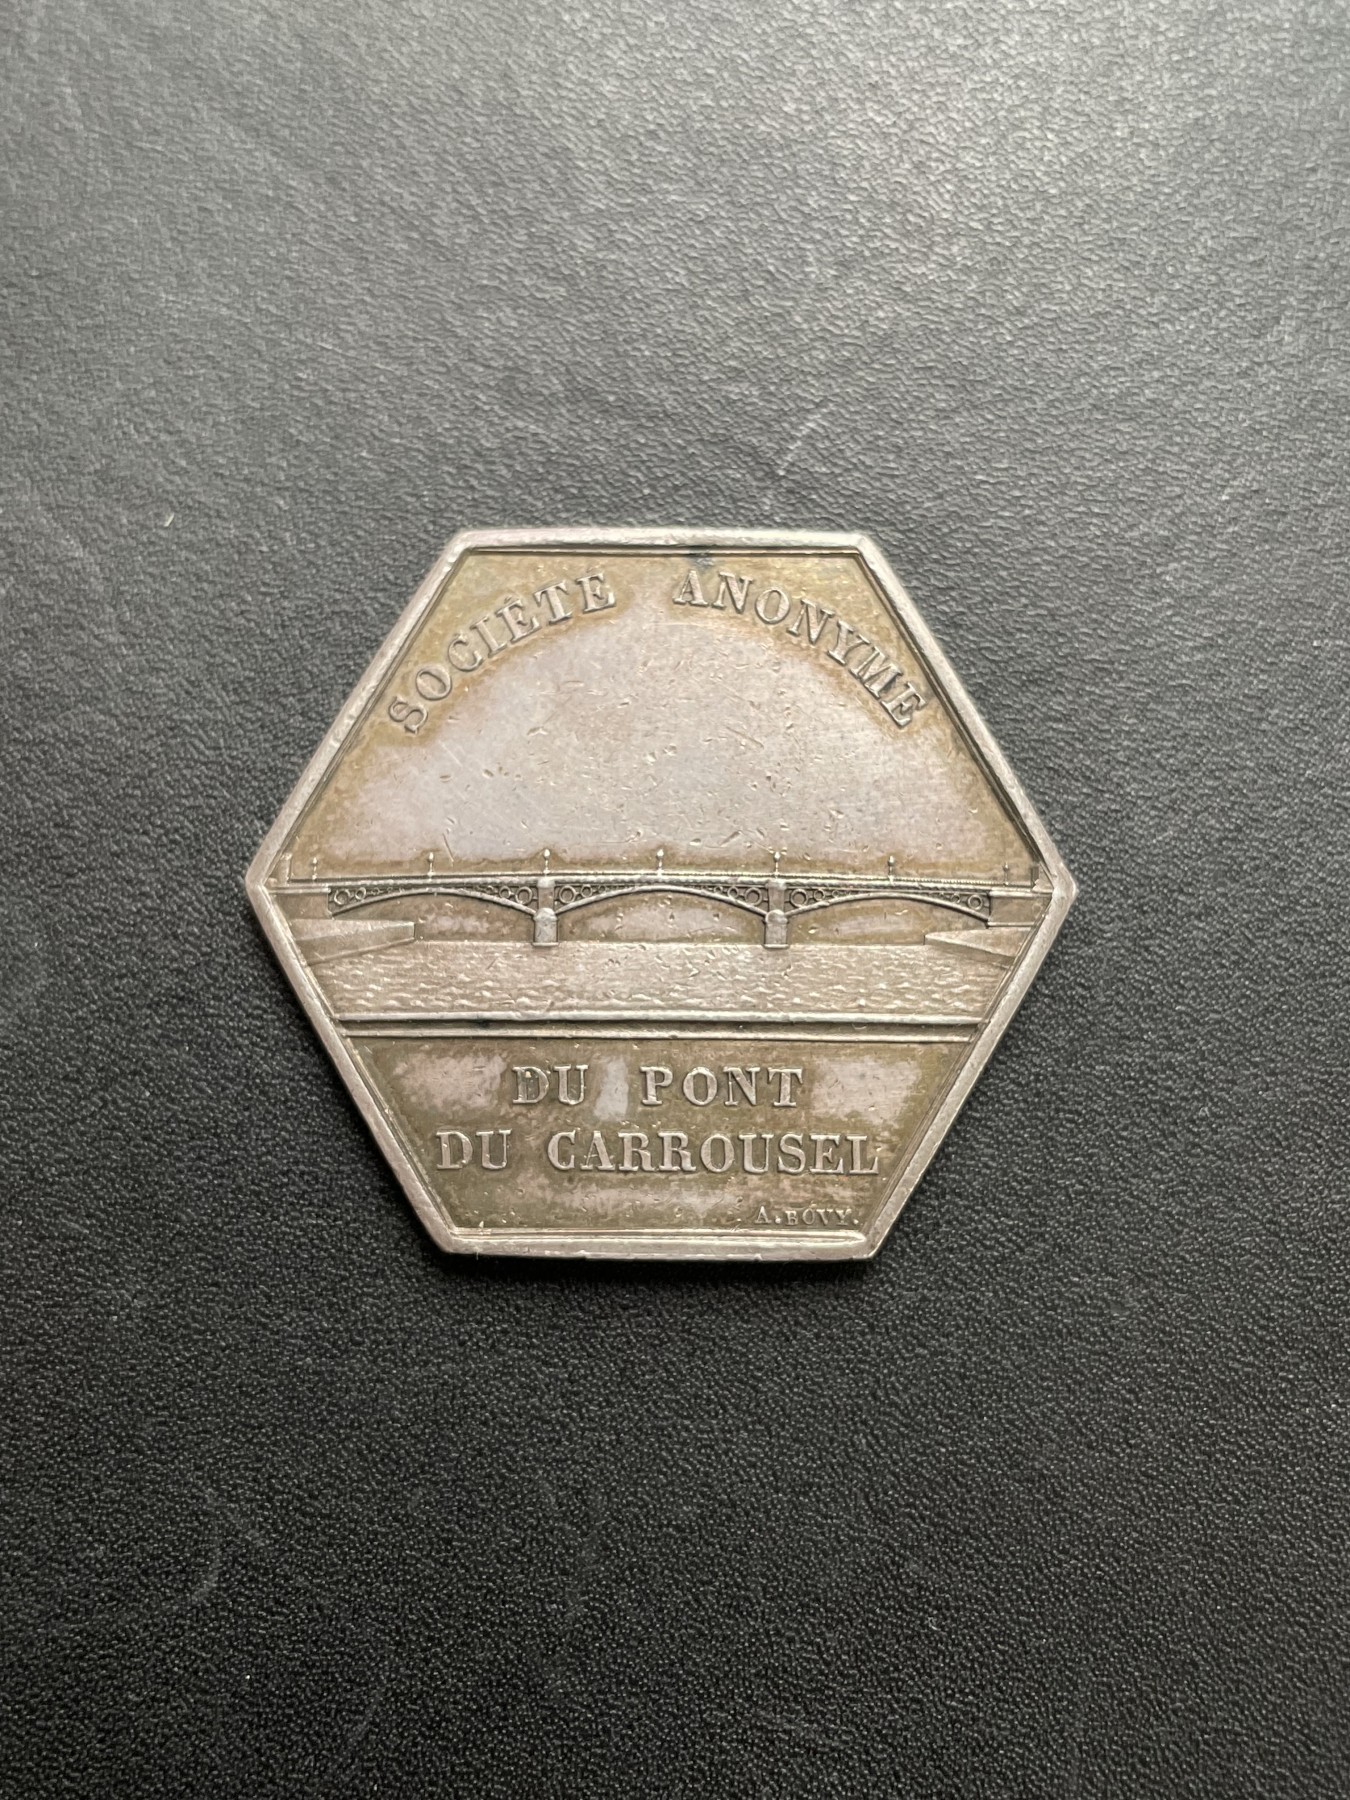 SOCIÉTÉ ANONYME
DU PONT
DU CARROUSEL
A. BOVY.